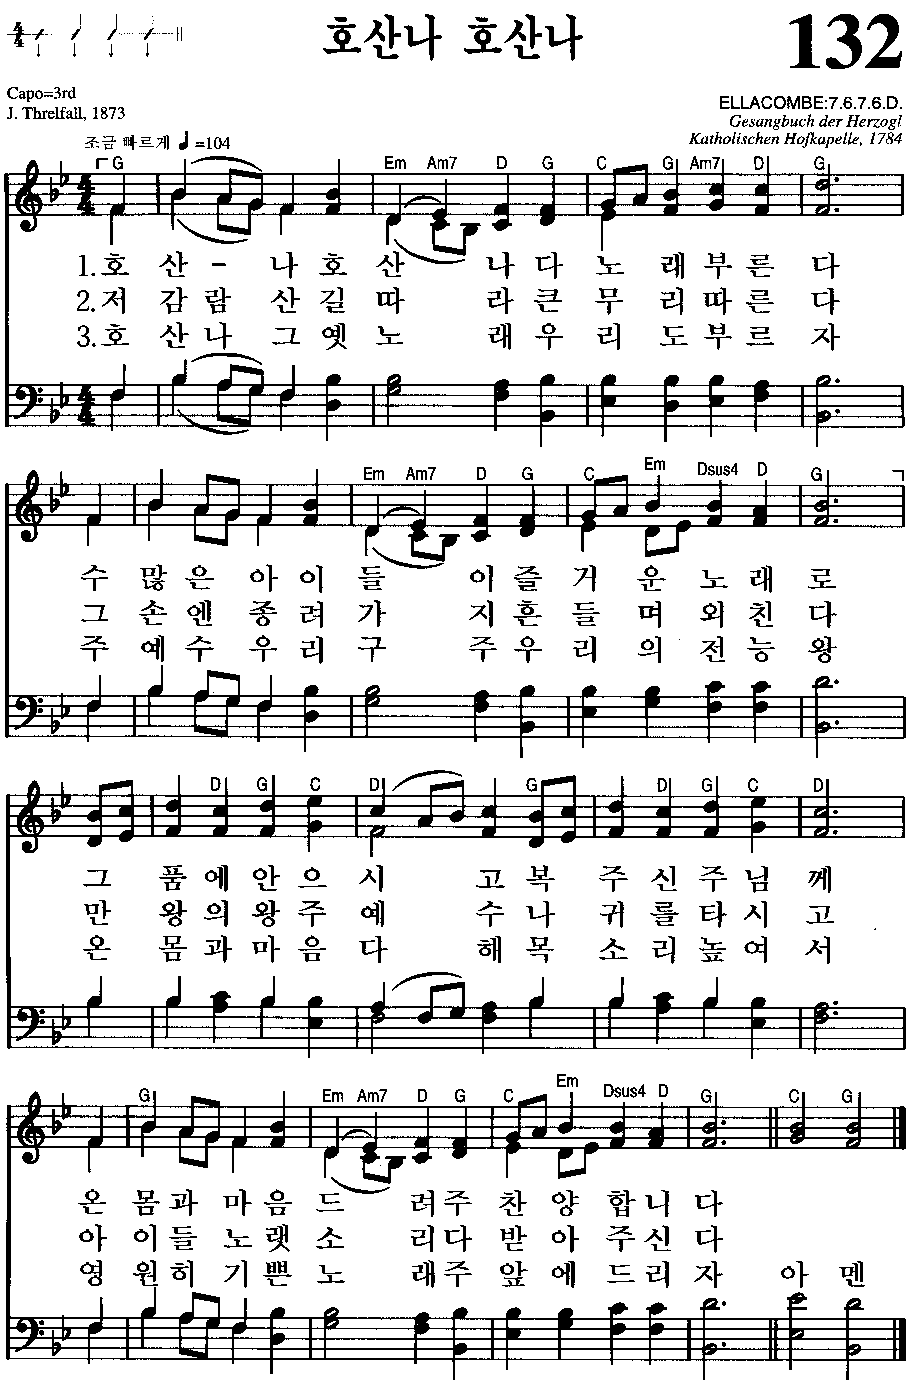 호산나 호산나
132
Capo=3rd
J. Threlfall, 1873
ELLACOMBE:7.6.7.6.D.
Gesangbuch der Herzogl
Katholischen Hofkapelle, 1784
조금 빠르게 ♩=104
G Em Am7 D G C G Am7 D G
1.호 산 - 나 호 산 나 다 노 래 부 른 다
2.저 감 람 산 길 따 라 큰 무 리 따 른 다
3.호 산 나 그 옛 노 래 우 리 도 부 르 자
Em Am7 D G C Em Dsus4 D G
수 많 은 아 이 들 이 즐 거 운 노 래 로
그 손 엔 종 려 가 지 흔 들 며 외 친 다
주 예 수 우 리 구 주 우 리 의 전 능 왕
D G C D G D G C D
그 품 에 안 으 시 고 복 주 신 주 님 께
만 왕 의 왕 주 예 수 나 귀 를 타 시 고
온 몸 과 마 음 다 해 목 소 리 높 여 서
G Em Am7 D G C Em Dsus4 D G C G
온 몸 과 마 음 드 려 주 찬 양 합 니 다
아 이 들 노 랫 소 리 다 받 아 주 신 다
영 원 히 기 쁜 노 래 주 앞 에 드 리 자 아 멘